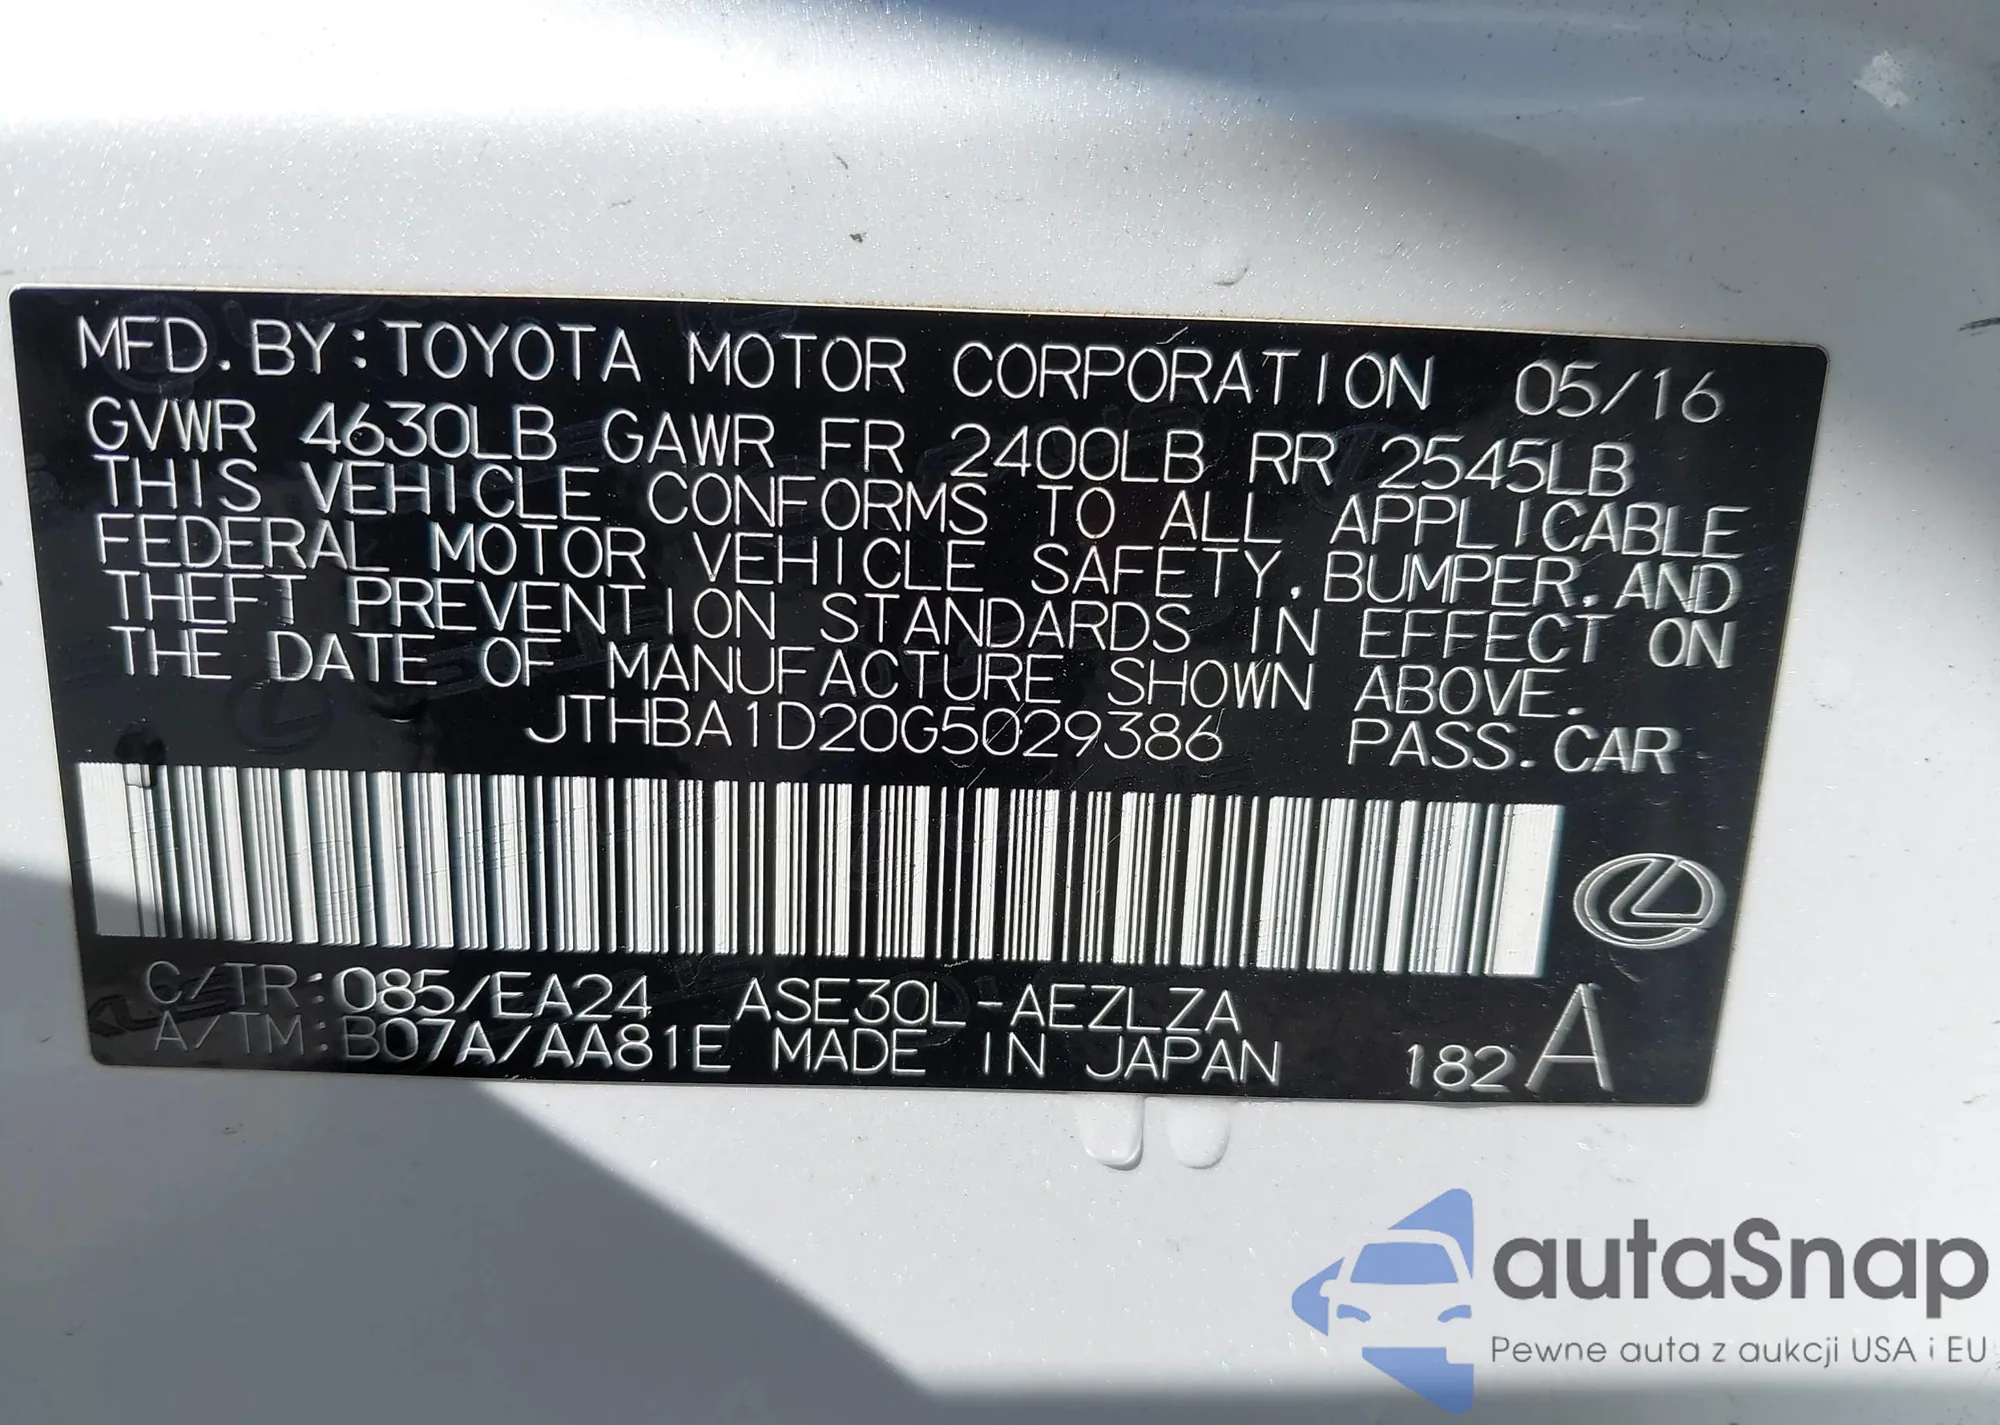 MFD.BY:TOYOTA MOTOR CORPORATION 05/16
GVWR 4630LB GAWR FR 2400LB RR 2545LB
THIS VEHICLE CONFORMS TO ALL APPLICABLE
FEDERAL MOTOR VEHICLE SAFETY,BUMPER,AND
THEFT PREVENTION STANDARDS IN EFFECT ON
THE DATE OF MANUFACTURE SHOWN ABOVE.
JTHBA1D20G5029386 PASS.CAR
C/TR:085/EA24 ASE30L-AEZLZA
A/TM:B07A/AA81E MADE IN JAPAN 182 A
autaSnap
Pewne auta z aukcji USA i EU